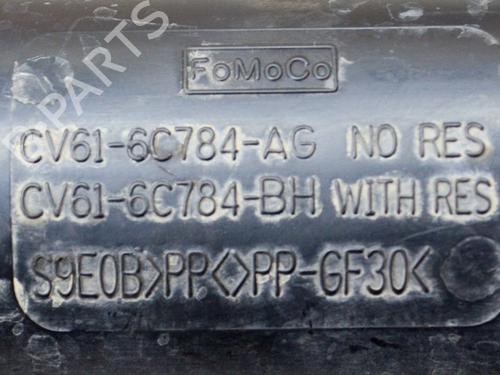 FoMoCo
CV61-6C784-AG NO RES
CV61-6C784-BH WITH RES
S9E0B>PP<>PP-GF30<
PARTS